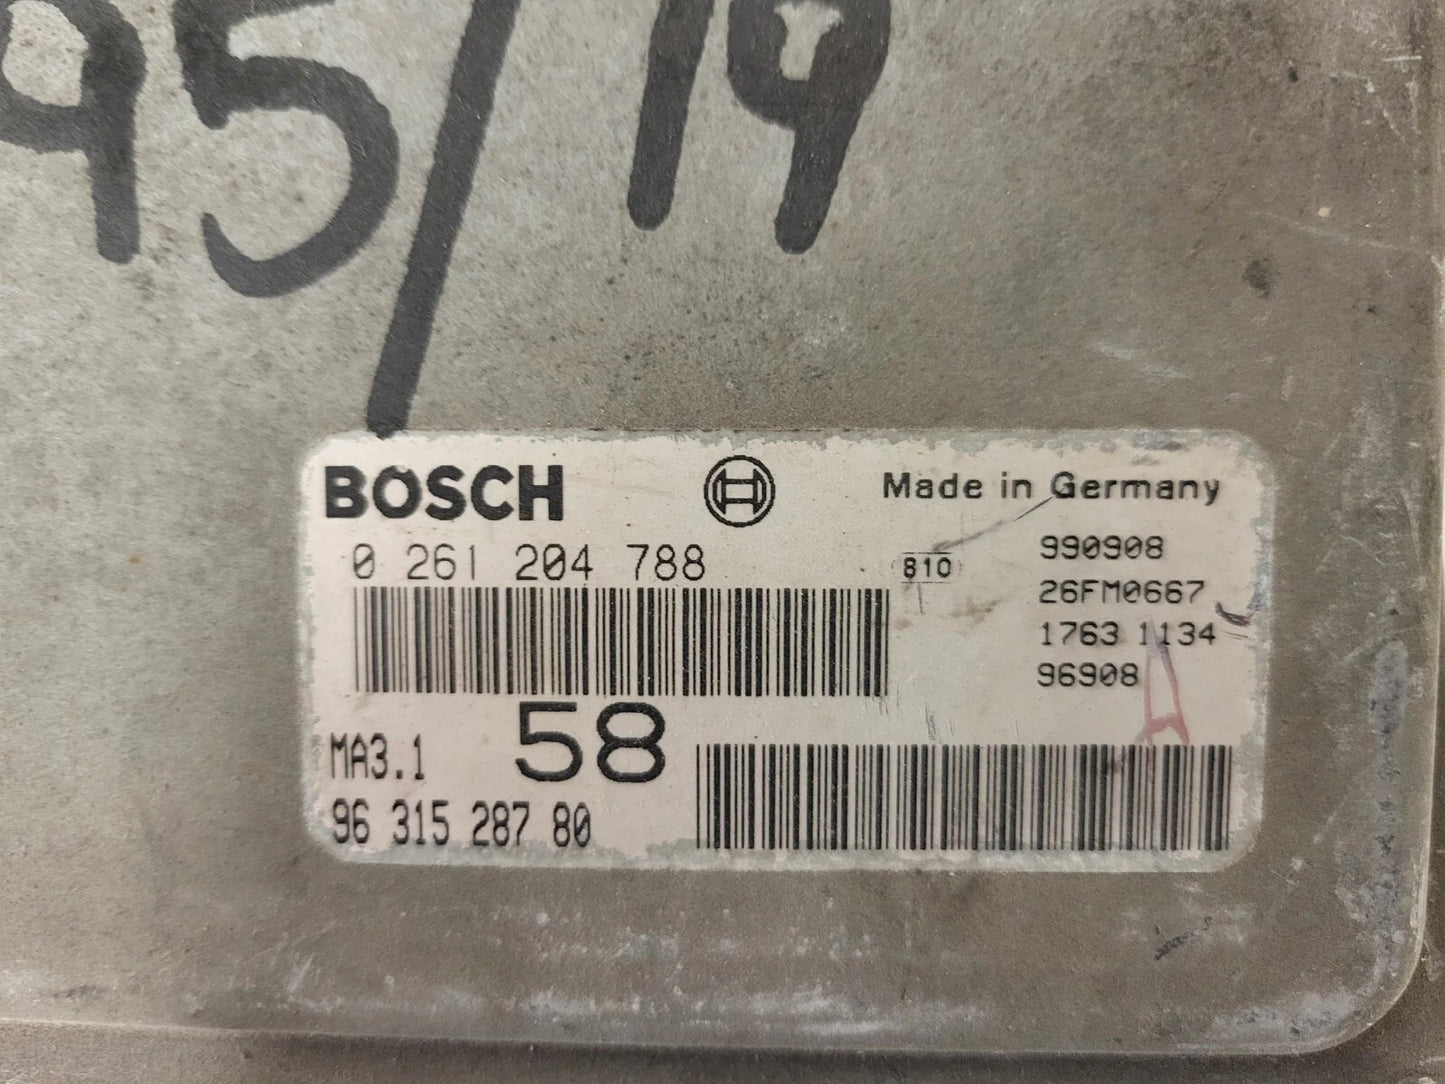 95/19
BOSCH
Made in Germany
0 261 204 788
810
990908
26FM0667
1763 1134
96908
A
MA3.1
58
96 315 287 80